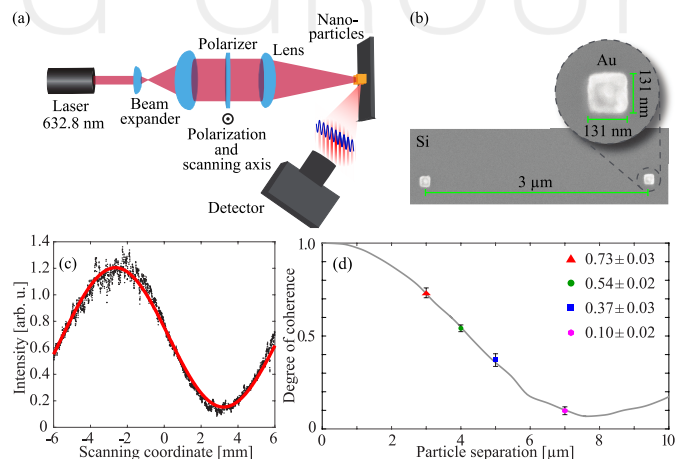 (a)
Nano-
particles
Polarizer
Lens
Laser
632.8 nm
Beam
expander
Polarization
and
scanning axis
Detector
(b)
Au
131 nm
131 nm
Si
3 µm
(c)
Intensity [arb. u.]
1.4
1.2
1.0
0.8
0.6
0.4
0.2
0
-6
-4
-2
0
2
4
6
Scanning coordinate [mm]
(d)
Degree of coherence
1.0
0.5
0
0.73±0.03
0.54±0.02
0.37±0.03
0.10±0.02
0
2
4
6
8
10
Particle separation [µm]